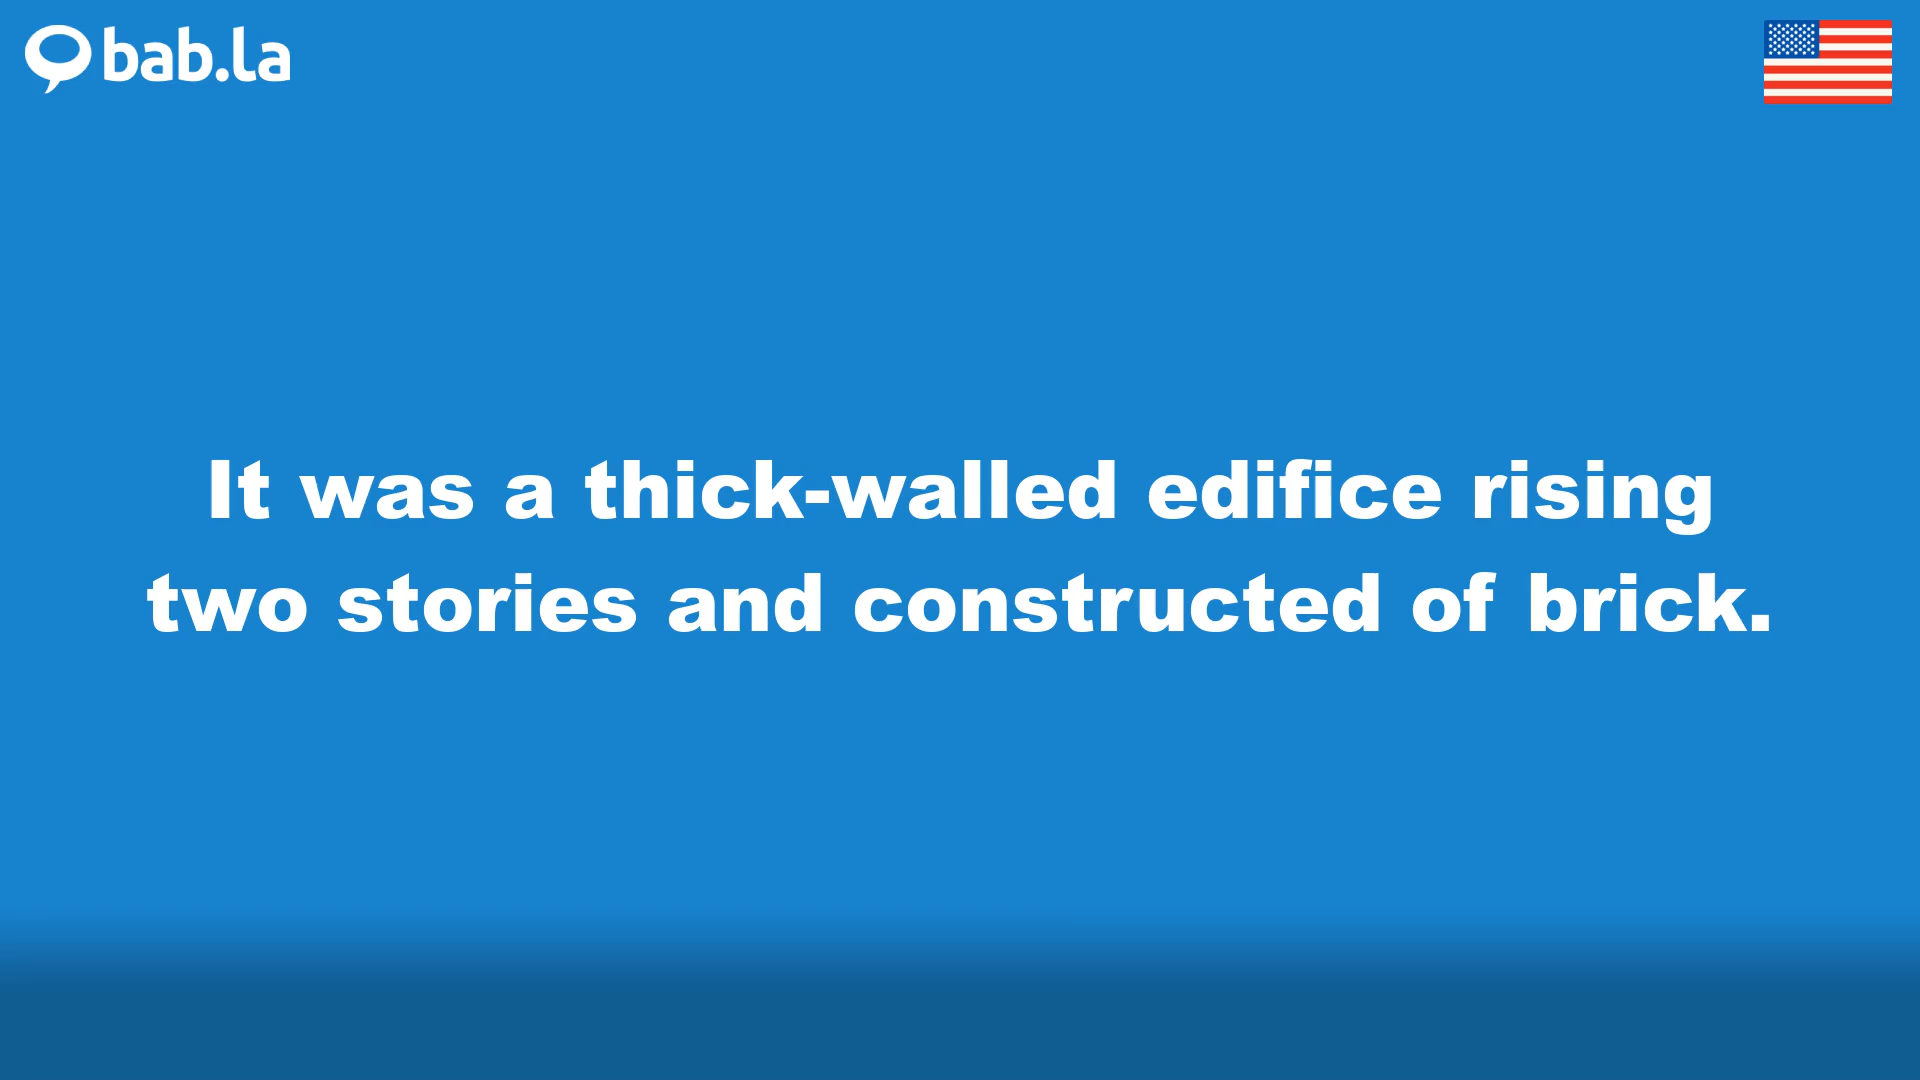 bab.la
It was a thick-walled edifice rising
two stories and constructed of brick.